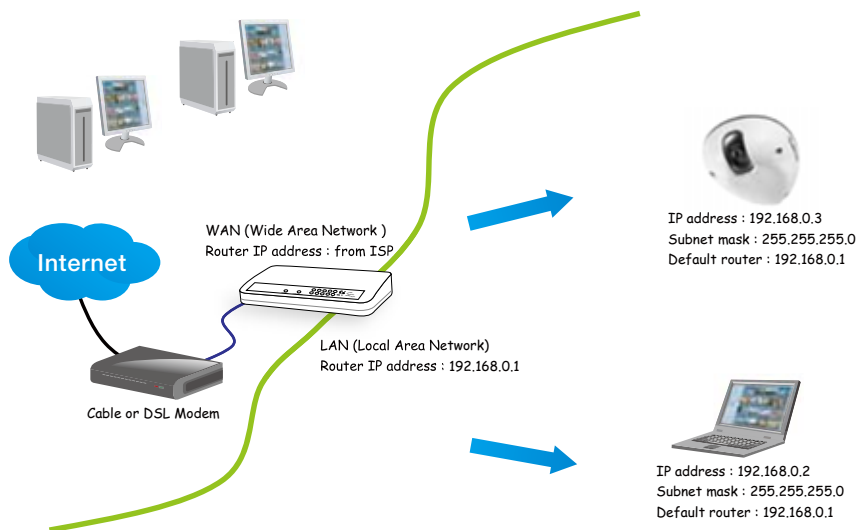 WAN (Wide Area Network )
Router IP address : from ISP
Internet
LAN (Local Area Network)
Router IP address : 192.168.0.1
Cable or DSL Modem
IP address : 192.168.0.3
Subnet mask : 255.255.255.0
Default router : 192.168.0.1
IP address : 192.168.0.2
Subnet mask : 255.255.255.0
Default router : 192.168.0.1